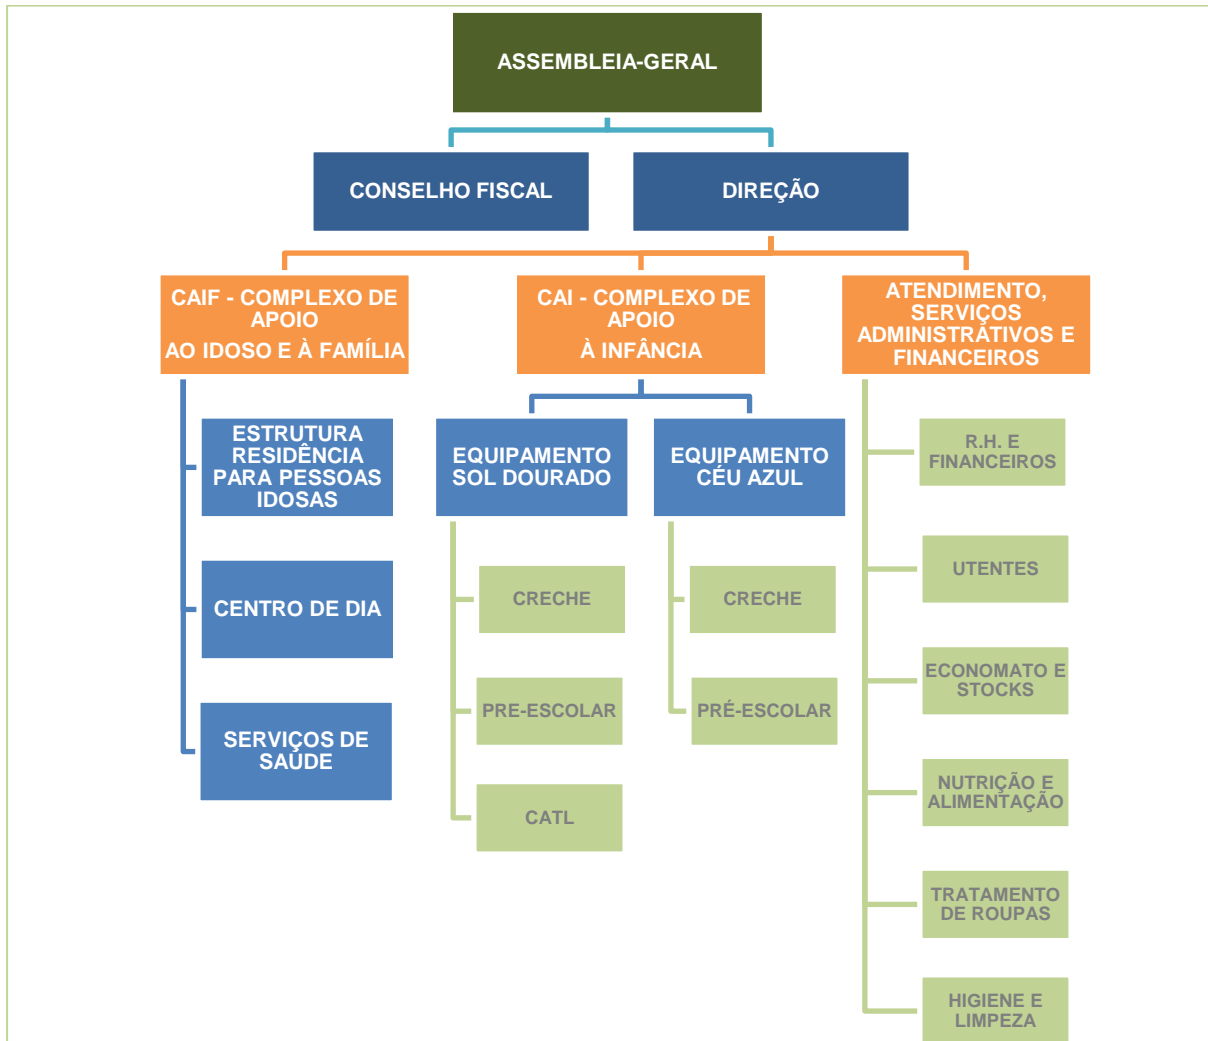 ASSEMBLEIA-GERAL
CONSELHO FISCAL
DIREÇÃO
CAIF - COMPLEXO DE
APOIO
AO IDOSO E À FAMÍLIA
CAI - COMPLEXO DE
APOIO
À INFÂNCIA
ATENDIMENTO,
SERVIÇOS
ADMINISTRATIVOS E
FINANCEIROS
ESTRUTURA
RESIDÊNCIA
PARA PESSOAS
IDOSAS
CENTRO DE DIA
SERVIÇOS DE
SAÚDE
EQUIPAMENTO
SOL DOURADO
CRECHE
PRE-ESCOLAR
CATL
EQUIPAMENTO
CÉU AZUL
CRECHE
PRÉ-ESCOLAR
R.H. E
FINANCEIROS
UTENTES
ECONOMATO E
STOCKS
NUTRIÇÃO E
ALIMENTAÇÃO
TRATAMENTO
DE ROUPAS
HIGIENE E
LIMPEZA